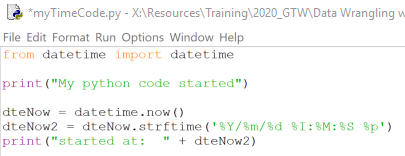 *myTimeCode.py - X:\Resources\Training\2020_GTW\Data Wrangling w
File Edit Format Run Options Window Help
from datetime import datetime
print("My python code started")
dteNow = datetime.now()
dteNow2 = dteNow.strftime('%Y/%m/%d %I:%M:%S %p')
print("started at:  " + dteNow2)